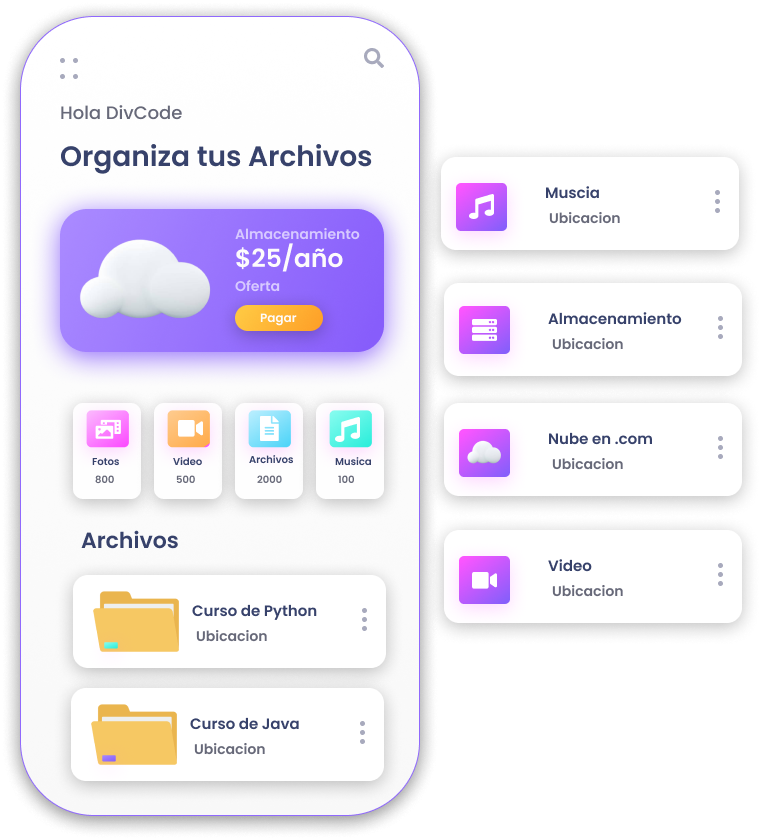 Hola DivCode
Organiza tus Archivos
Almacenamiento
$25/año
Oferta
Pagar
Fotos
800
Video
500
Archivos
2000
Musica
100
Archivos
Curso de Python
Ubicacion
Curso de Java
Ubicacion
Muscia
Ubicacion
Almacenamiento
Ubicacion
Nube en .com
Ubicacion
Video
Ubicacion